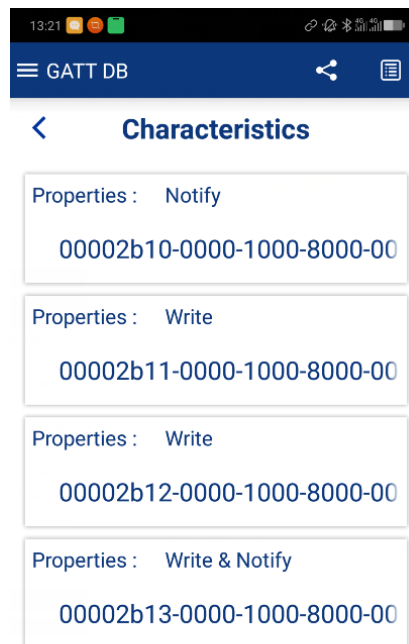 13:21
GATT DB
Characteristics
Properties : Notify
00002b10-0000-1000-8000-00
Properties : Write
00002b11-0000-1000-8000-00
Properties : Write
00002b12-0000-1000-8000-00
Properties : Write & Notify
00002b13-0000-1000-8000-00